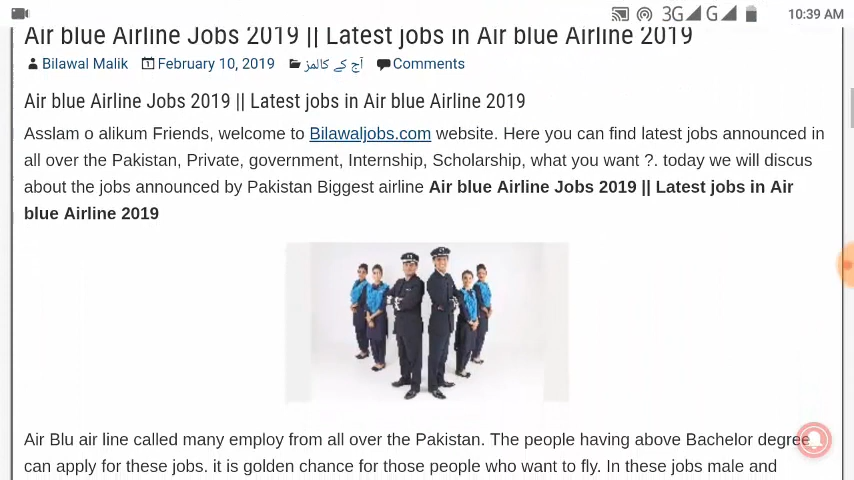 3G G 10:39 AM
Air blue Airline Jobs 2019 || Latest jobs in Air blue Airline 2019
Bilawal Malik February 10, 2019 آج کے کالمز Comments
Air blue Airline Jobs 2019 || Latest jobs in Air blue Airline 2019
Asslam o alikum Friends, welcome to Bilawaljobs.com website. Here you can find latest jobs announced in
all over the Pakistan, Private, government, Internship, Scholarship, what you want ?. today we will discus
about the jobs announced by Pakistan Biggest airline Air blue Airline Jobs 2019 || Latest jobs in Air
blue Airline 2019
Air Blu air line called many employ from all over the Pakistan. The people having above Bachelor degree
can apply for these jobs. it is golden chance for those people who want to fly. In these jobs male and